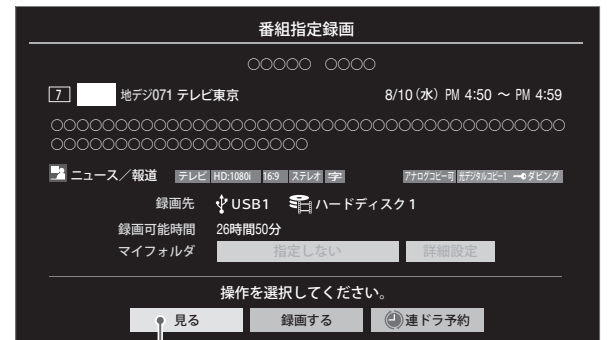 番組指定録画
○○○○○ ○○○○
7 地デジ071 テレビ東京 8/10(水) PM 4:50 ～ PM 4:59
○○○○○○○○○○○○○○○○○○○○○○○○○○○○○○○○○○○○○○○○
○○○○○○○○○○○○○○○○○○○○
ニュース／報道 テレビ HD:1080i 16:9 ステレオ 字 アナログコピー可 光デジタルコピー1 ダビング
録画先 USB1 ハードディスク1
録画可能時間 26時間50分
マイフォルダ 指定しない 詳細設定
操作を選択してください。
見る 録画する 連ドラ予約